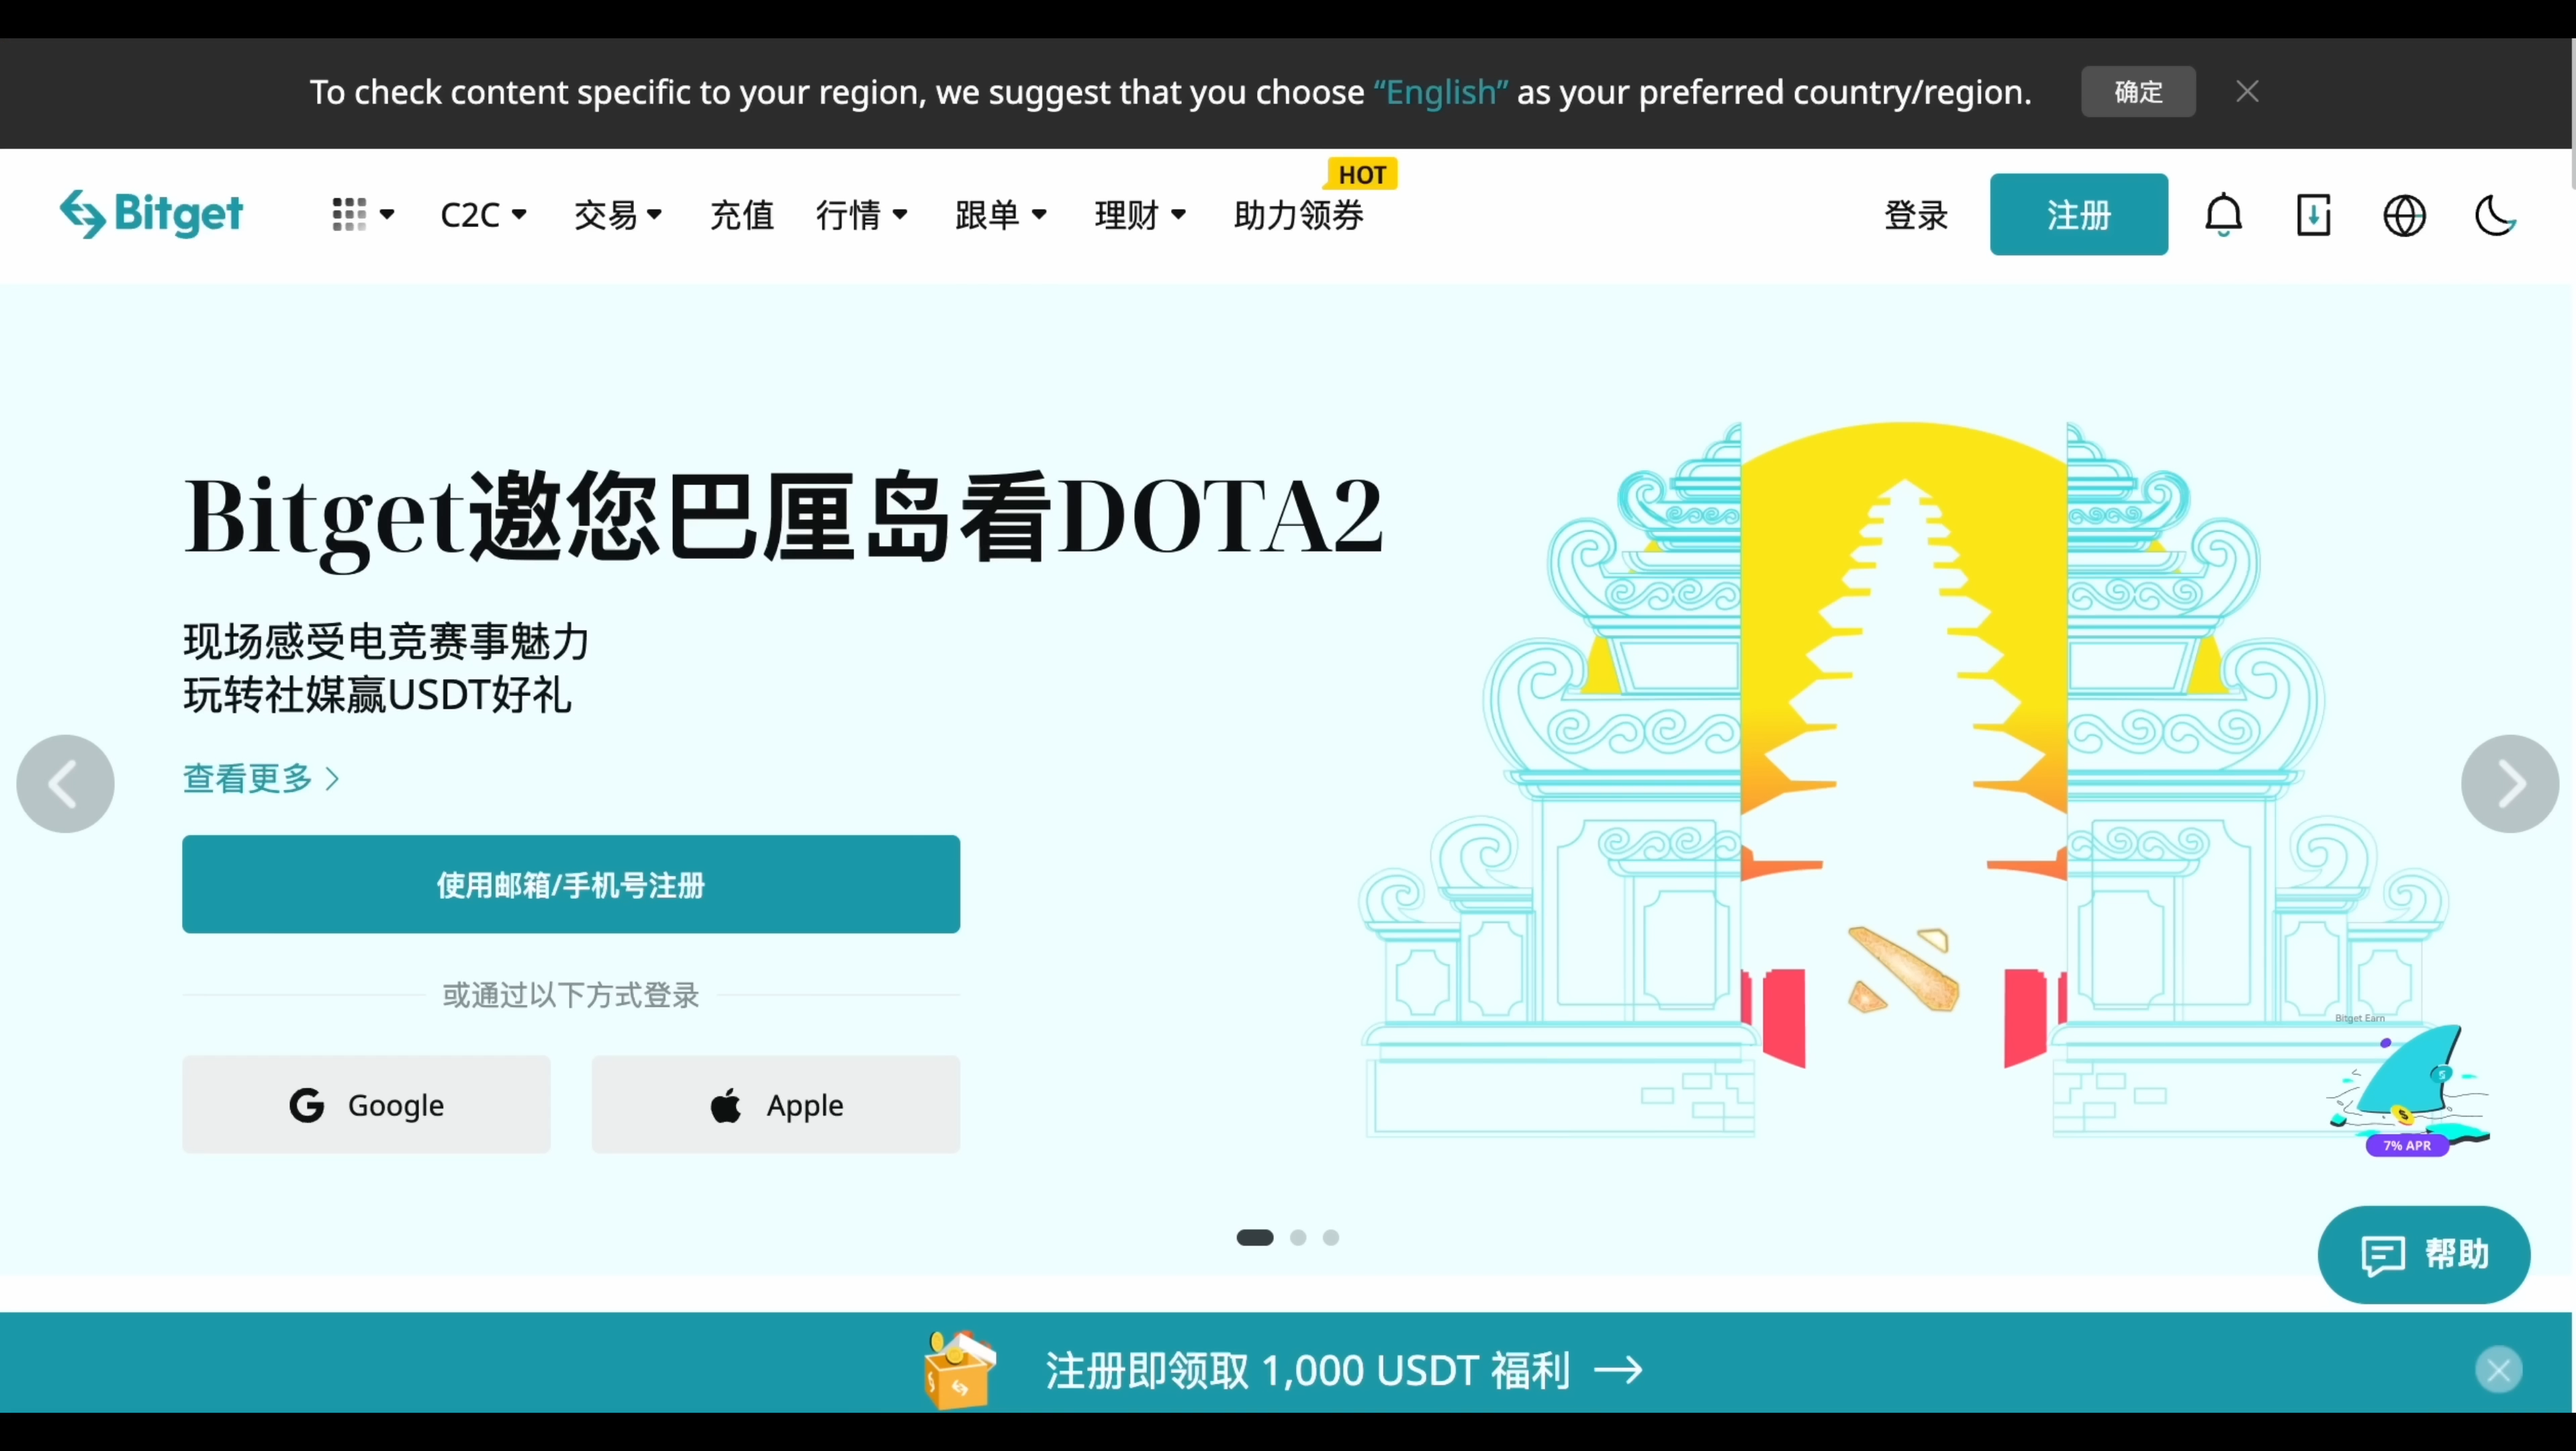 To check content specific to your region, we suggest that you choose “English” as your preferred country/region. 确定
Bitget C2C 交易 充值 行情 跟单 理财 助力领券 HOT 登录 注册
Bitget邀您巴厘岛看DOTA2
现场感受电竞赛事魅力
玩转社媒赢USDT好礼
查看更多
使用邮箱/手机号注册
或通过以下方式登录
Google Apple
Bitget Earn
7% APR
帮助
注册即领取 1,000 USDT 福利